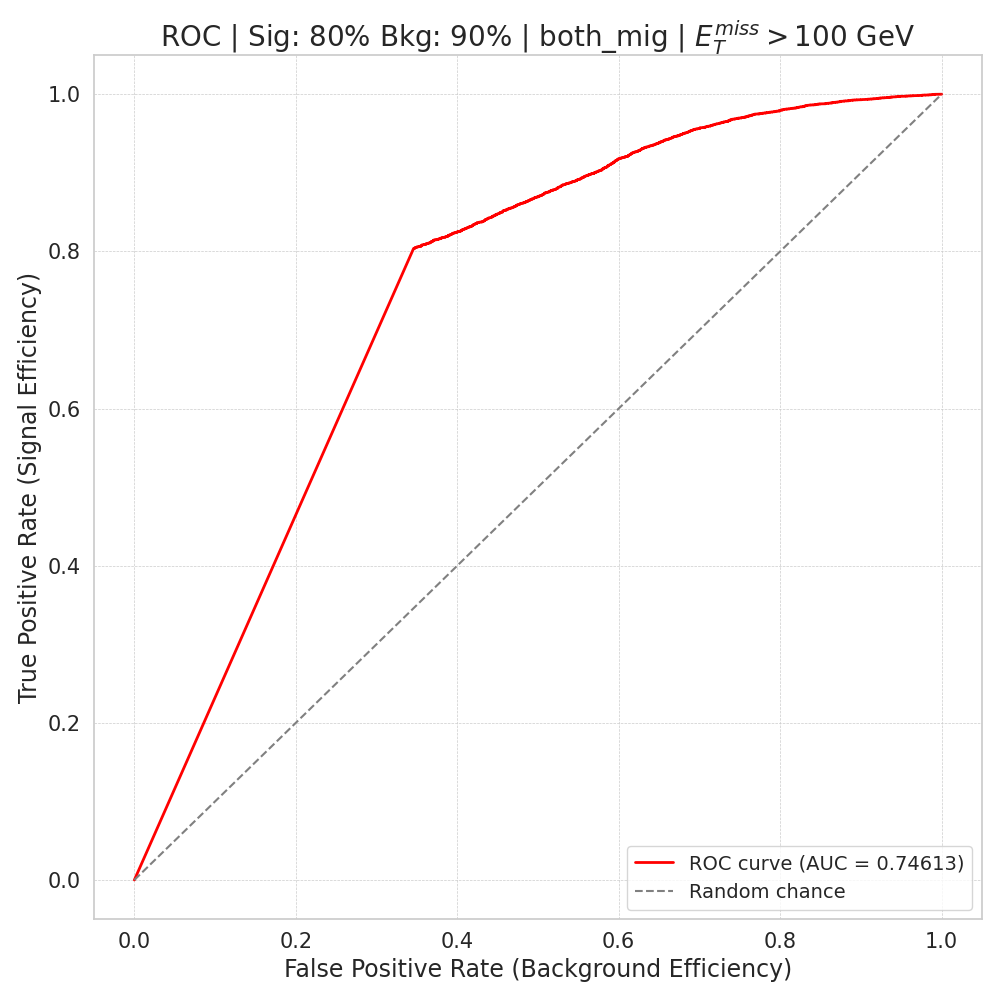 ROC | Sig: 80% Bkg: 90% | both_mig | $E_T^{miss} > 100$ GeV
1.0
0.8
0.6
0.4
0.2
0.0
True Positive Rate (Signal Efficiency)
ROC curve (AUC = 0.74613)
Random chance
0.0 0.2 0.4 0.6 0.8 1.0
False Positive Rate (Background Efficiency)